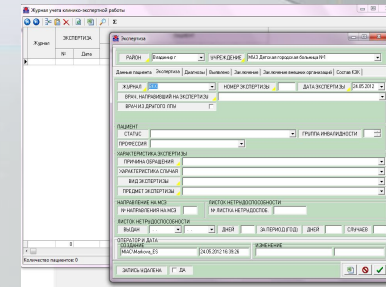 Журнал учета клинико-экспертной работы
Σ
Журнал
ЭКСПЕРТИЗА
№ Дата
0
Количество пациентов: 0
Экспертиза
РАЙОН Владимир г УЧРЕЖДЕНИЕ МУЗ Детская городская больница №1
Данные пациента Экспертиза Диагнозы Выявлено Заключение Заключение внешних организаций Состав КЭК
ЖУРНАЛ НОМЕР ЭКСПЕРТИЗЫ ДАТА ЭКСПЕРТИЗЫ 24.05.2012
ВРАЧ, НАПРАВИВШИЙ НА ЭКСПЕРТИЗУ
ВРАЧ ИЗ ДРУГОГО ЛПУ
ПАЦИЕНТ
СТАТУС ГРУППА ИНВАЛИДНОСТИ
ПРОФЕССИЯ
ХАРАКТЕРИСТИКА ЭКСПЕРТИЗЫ
ПРИЧИНА ОБРАЩЕНИЯ
ХАРАКТЕРИСТИКА СЛУЧАЯ
ВИД ЭКСПЕРТИЗЫ
ПРЕДМЕТ ЭКСПЕРТИЗЫ
НАПРАВЛЕНИЕ НА МСЭ ЛИСТОК НЕТРУДОСПОСОБНОСТИ
№ НАПРАВЛЕНИЯ НА МСЭ № ЛИСТКА НЕТРУДОСПОС.
ЛИСТОК НЕТРУДОСПОСОБНОСТИ
ВЫДАН ДНЕЙ ЗА ПЕРИОД (ГОД) ДНЕЙ СЛУЧАЕВ
ОПЕРАТОР И ДАТА
СОЗДАНИЕ ИЗМЕНЕНИЕ
MIAC\Markova_ES 24.05.2012 16:39:26
ЗАПИСЬ УДАЛЕНА ДА